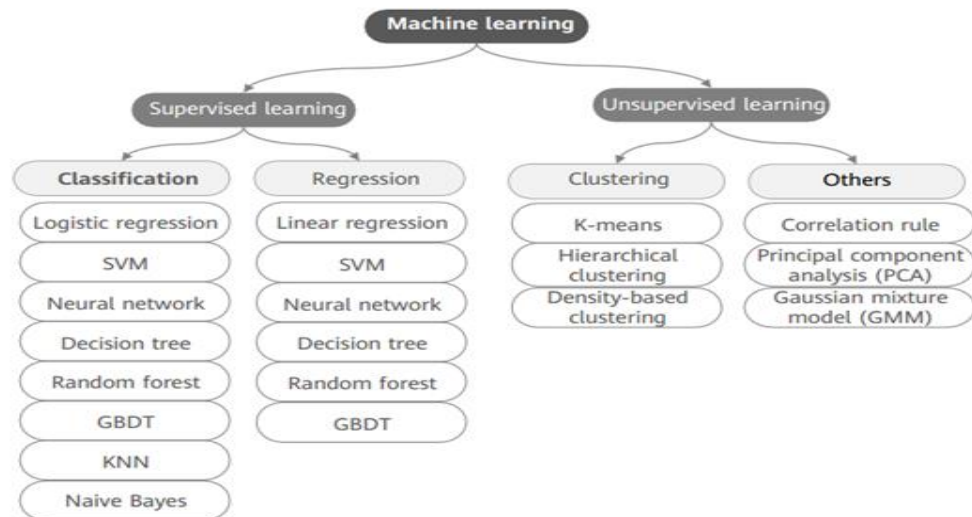 Machine learning
Supervised learning
Unsupervised learning
Classification
Logistic regression
SVM
Neural network
Decision tree
Random forest
GBDT
KNN
Naive Bayes
Regression
Linear regression
SVM
Neural network
Decision tree
Random forest
GBDT
Clustering
K-means
Hierarchical
clustering
Density-based
clustering
Others
Correlation rule
Principal component
analysis (PCA)
Gaussian mixture
model (GMM)